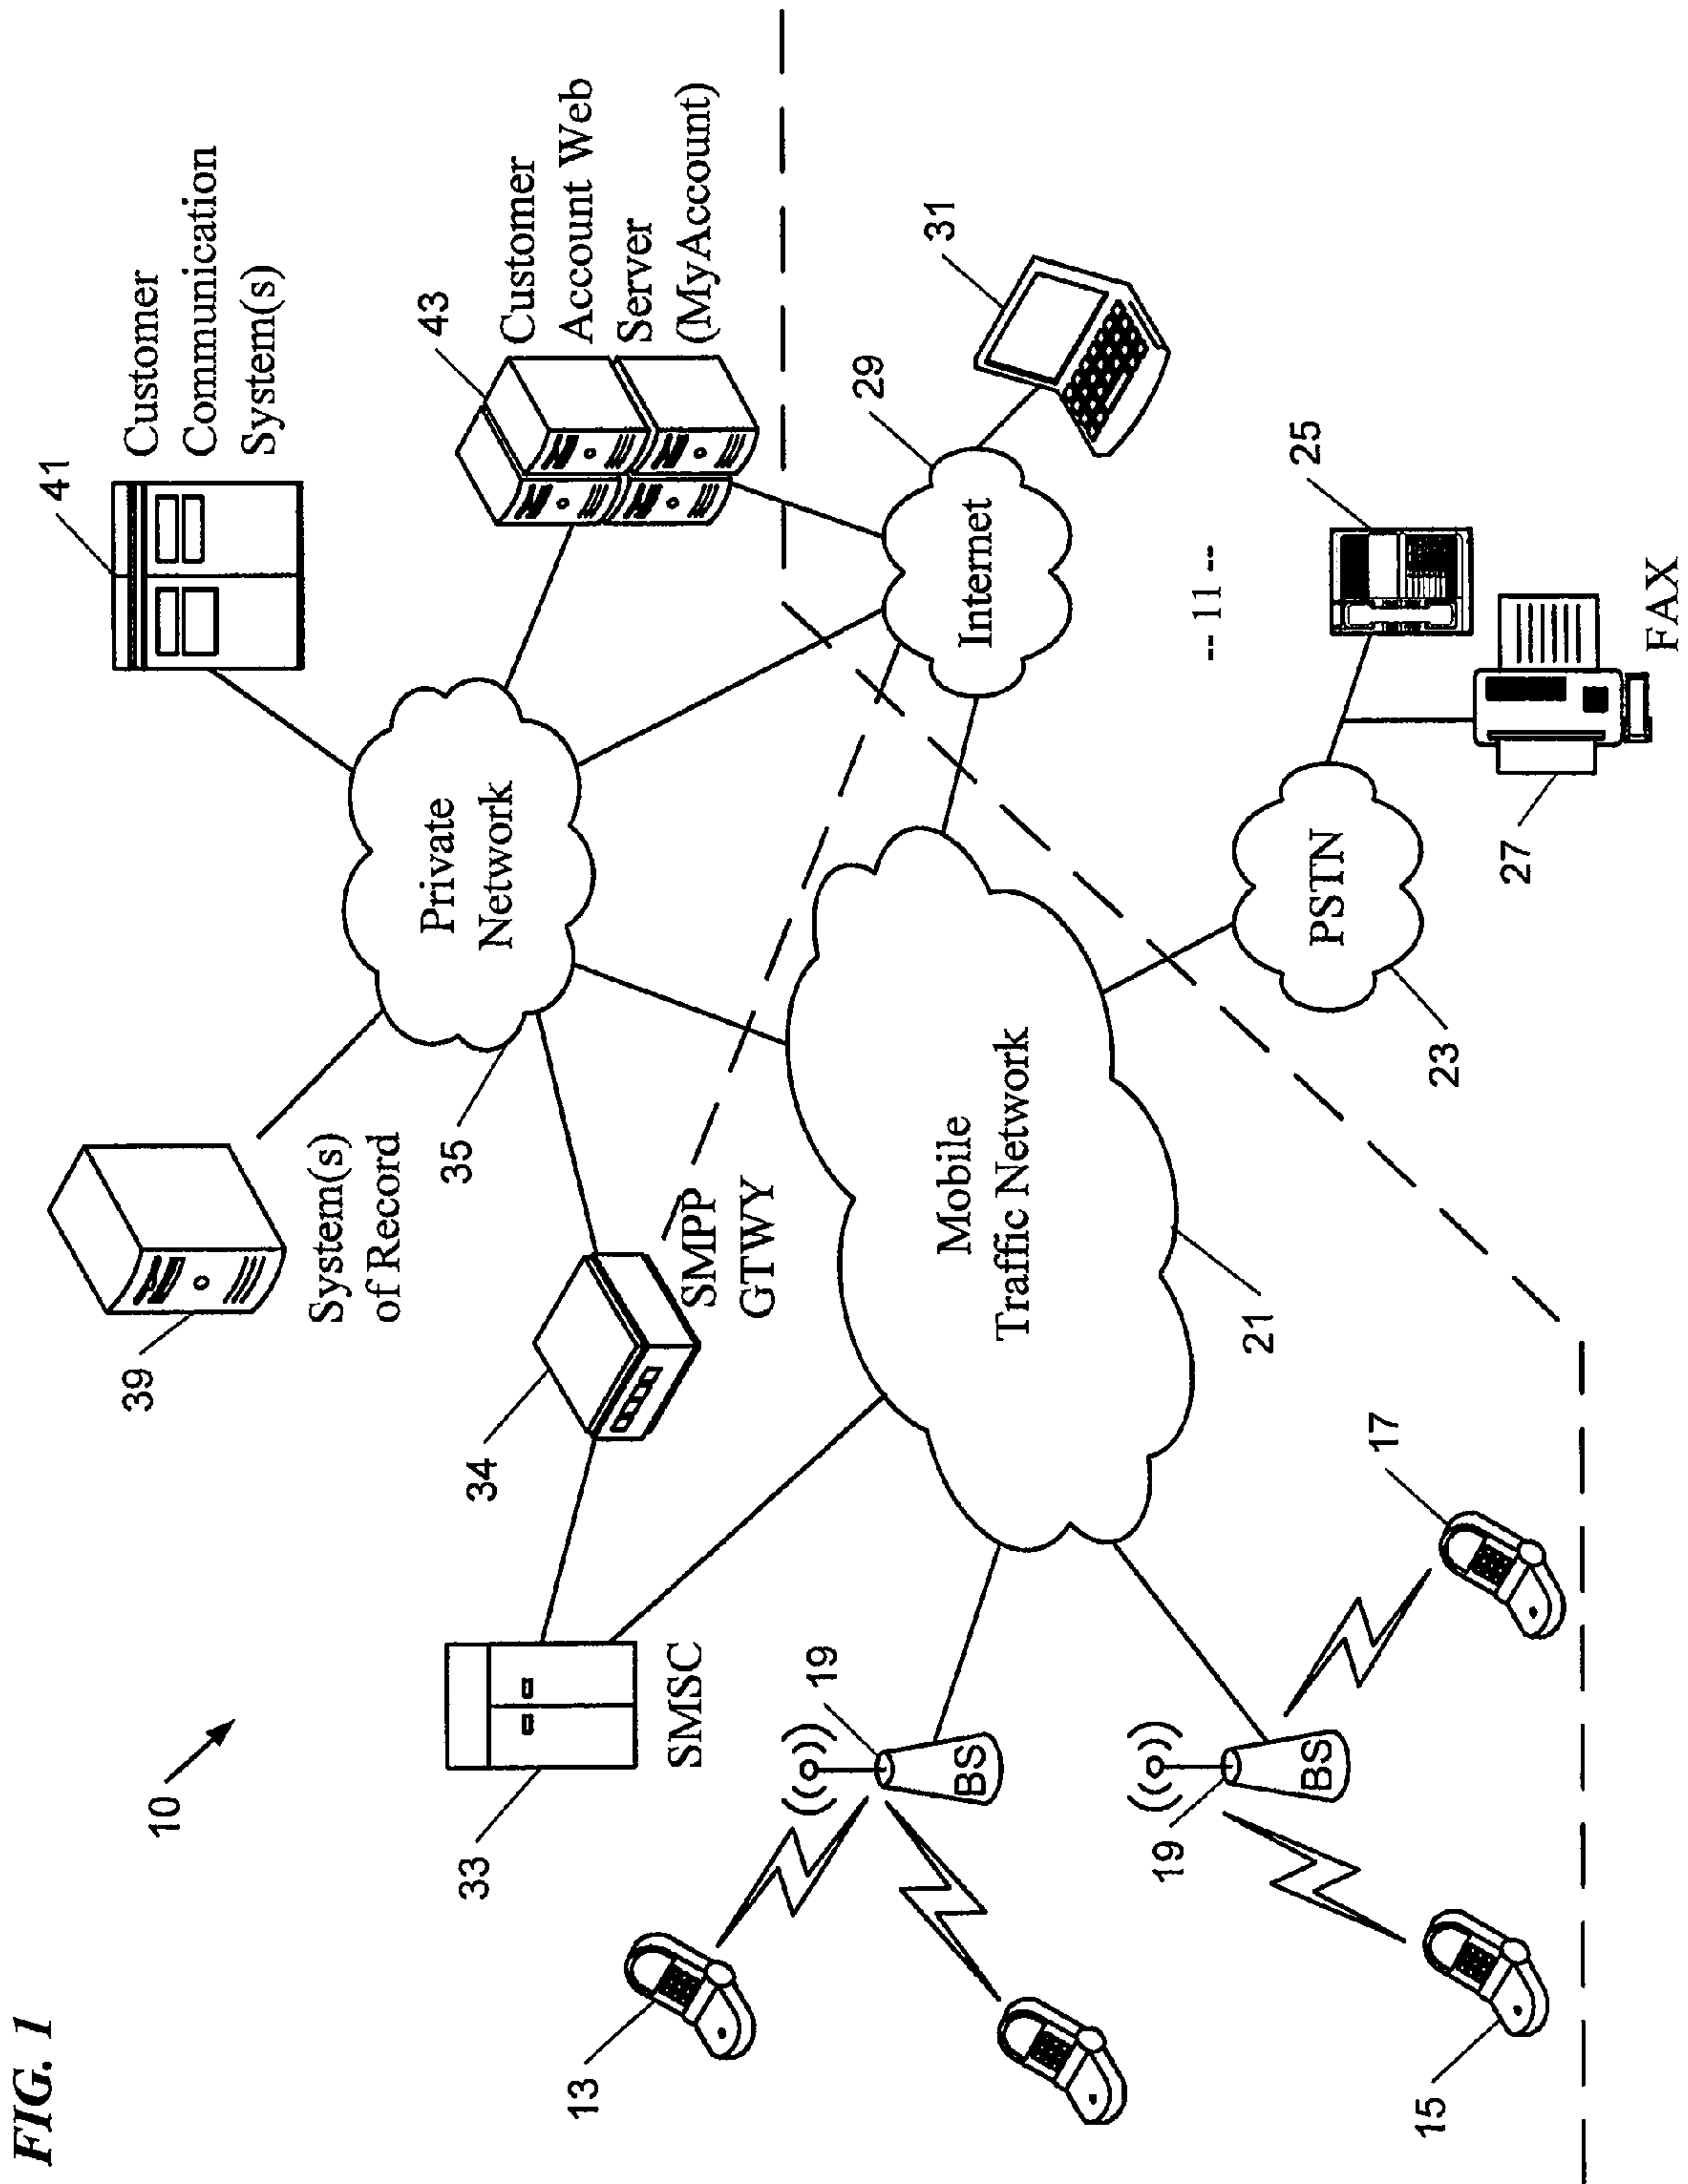 FIG. 1
10
39
System(s)
of Record
41
Customer
Communication
System(s)
43
Customer
Account Web
Server
(MyAccount)
Private
Network
35
34
SMPP
GTWY
33
SMSC
13
19
BS
Mobile
Traffic Network
21
Internet
29
31
-- 11 --
19
BS
17
15
PSTN
23
25
27
FAX